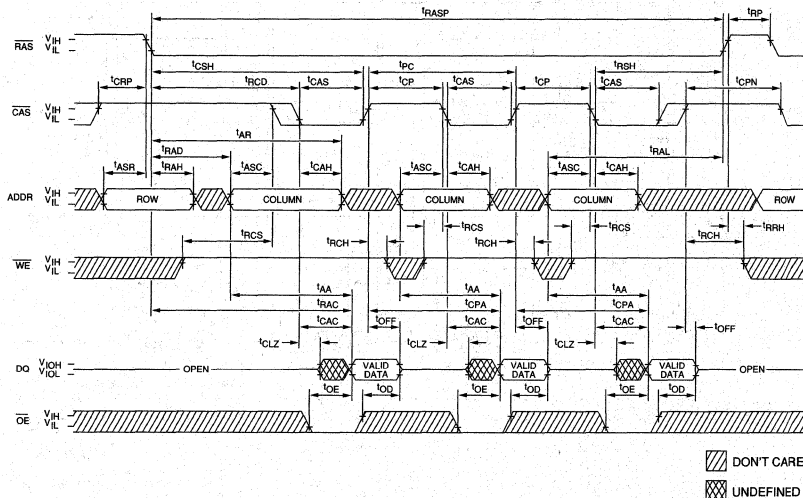 tRASP tRP
RAS VIH VIL
tCSH tPC tRSH
tCRP tRCD tCAS tCP tCAS tCP tCAS tCPN
CAS VIH VIL
tAR
tRAD tRAL
tASR tRAH tASC tCAH tASC tCAH tASC tCAH
ADDR VIH VIL ROW COLUMN COLUMN COLUMN ROW
tRCS tRCH tRCS tRCH tRCS tRCH tRRH
WE VIH VIL
tAA tAA tAA
tRAC tCPA tCPA
tCAC tOFF tCAC tOFF tCAC tOFF
tCLZ tCLZ tCLZ
DQ VIOH VIOL OPEN VALID DATA VALID DATA VALID DATA OPEN
tOE tOD tOE tOD tOE tOD
OE VIH VIL
DON'T CARE
UNDEFINED